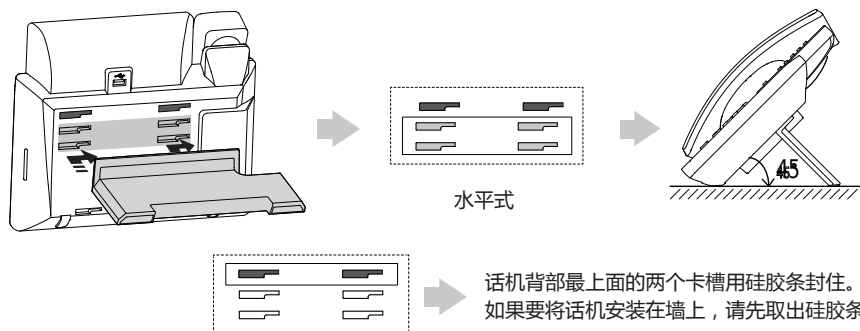 水平式
话机背部最上面的两个卡槽用硅胶条封住。
如果要将话机安装在墙上，请先取出硅胶条